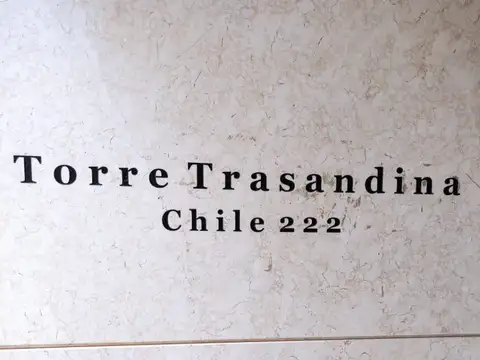 Torre Trasandina
Chile 222